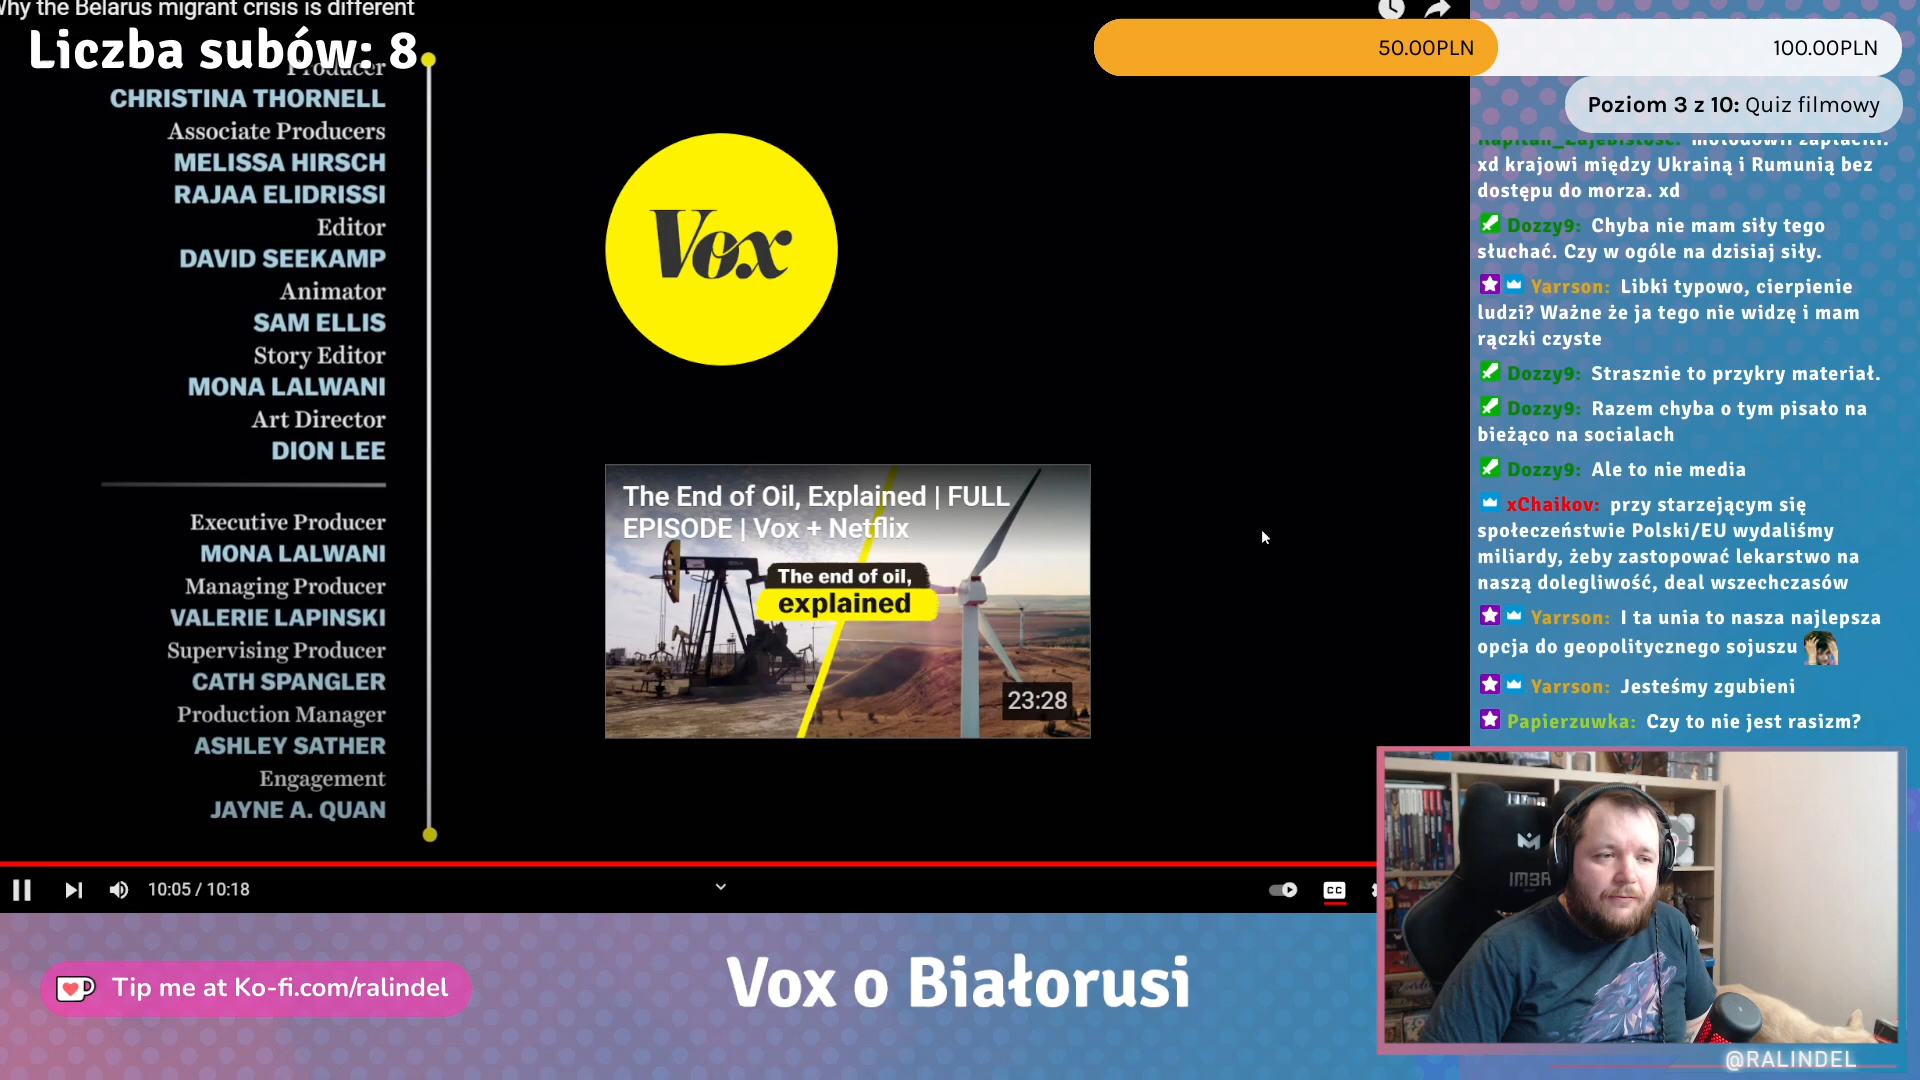 Why the Belarus migrant crisis is different
Liczba subów: 8
Producer
CHRISTINA THORNELL
Associate Producers
MELISSA HIRSCH
RAJAA ELIDRISSI
Editor
DAVID SEEKAMP
Animator
SAM ELLIS
Story Editor
MONA LALWANI
Art Director
DION LEE
Executive Producer
MONA LALWANI
Managing Producer
VALERIE LAPINSKI
Supervising Producer
CATH SPANGLER
Production Manager
ASHLEY SATHER
Engagement
JAYNE A. QUAN
Vox
The End of Oil, Explained | FULL
EPISODE | Vox + Netflix
The end of oil,
explained
23:28
10:05 / 10:18
CC
50.00PLN
100.00PLN
Poziom 3 z 10: Quiz filmowy
xd krajowi między Ukrainą i Rumunią bez
dostępu do morza. xd
Dozzy9: Chyba nie mam siły tego
słuchać. Czy w ogóle na dzisiaj siły.
Yarrson: Libki typowo, cierpienie
ludzi? Ważne że ja tego nie widzę i mam
rączki czyste
Dozzy9: Strasznie to przykry materiał.
Dozzy9: Razem chyba o tym pisało na
bieżąco na socialach
Dozzy9: Ale to nie media
xChaikov: przy starzejącym się
społeczeństwie Polski/EU wydaliśmy
miliardy, żeby zastopować lekarstwo na
naszą dolegliwość, deal wszechczasów
Yarrson: I ta unia to nasza najlepsza
opcja do geopolitycznego sojuszu
Yarrson: Jesteśmy zgubieni
Papierzuwka: Czy to nie jest rasizm?
Tip me at Ko-fi.com/ralindel
Vox o Białorusi
@RALINDEL